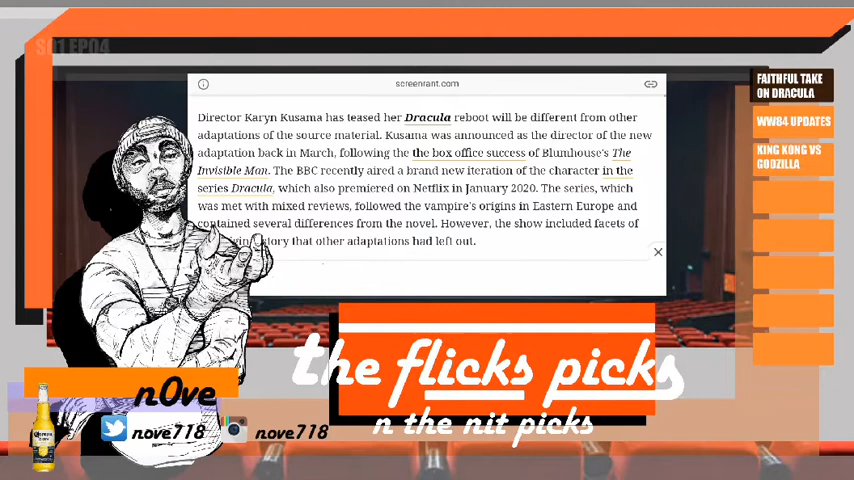 S01 EP04
screenrant.com
Director Karyn Kusama has teased her Dracula reboot will be different from other
adaptations of the source material. Kusama was announced as the director of the new
adaptation back in March, following the the box office success of Blumhouse's The
Invisible Man. The BBC recently aired a brand new iteration of the character in the
series Dracula, which also premiered on Netflix in January 2020. The series, which
was met with mixed reviews, followed the vampire's origins in Eastern Europe and
contained several differences from the novel. However, the show included facets of
that other adaptations had left out.
FAITHFUL TAKE
ON DRACULA
WW84 UPDATES
KING KONG VS
GODZILLA
the flicks picks
n the nit picks
n0ve
nove718
nove718